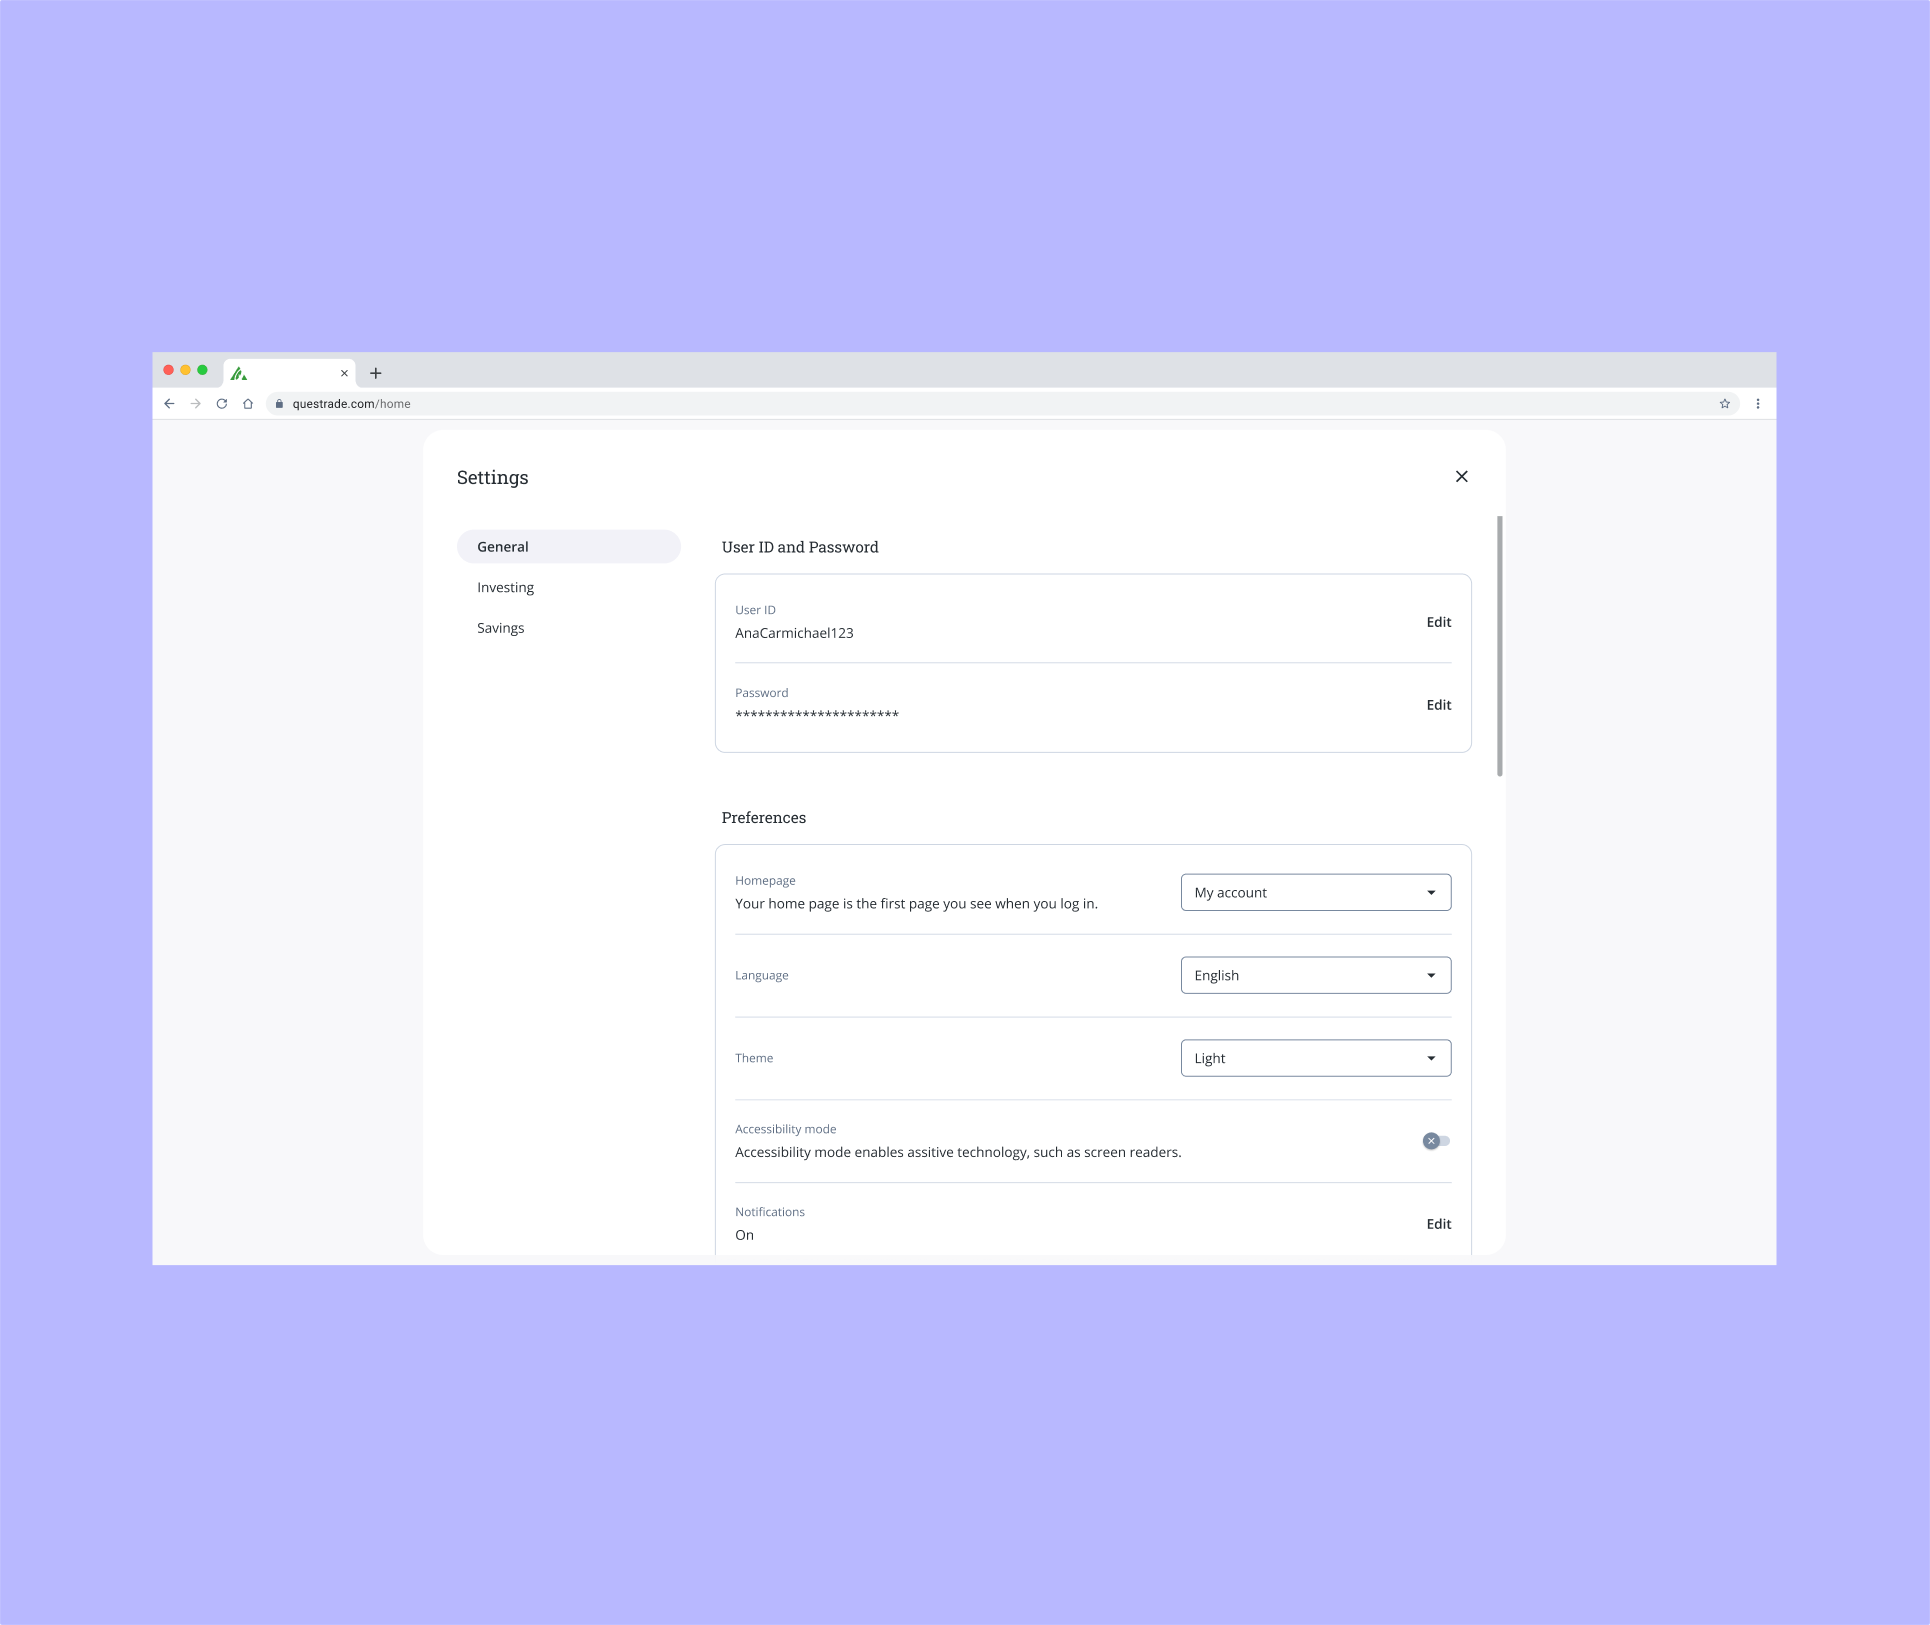 questrade.com/home
Settings
General
Investing
Savings
User ID and Password
User ID
AnaCarmichael123
Edit
Password
**********************
Edit
Preferences
Homepage
Your home page is the first page you see when you log in.
My account
Language
English
Theme
Light
Accessibility mode
Accessibility mode enables assitive technology, such as screen readers.
Notifications
On
Edit